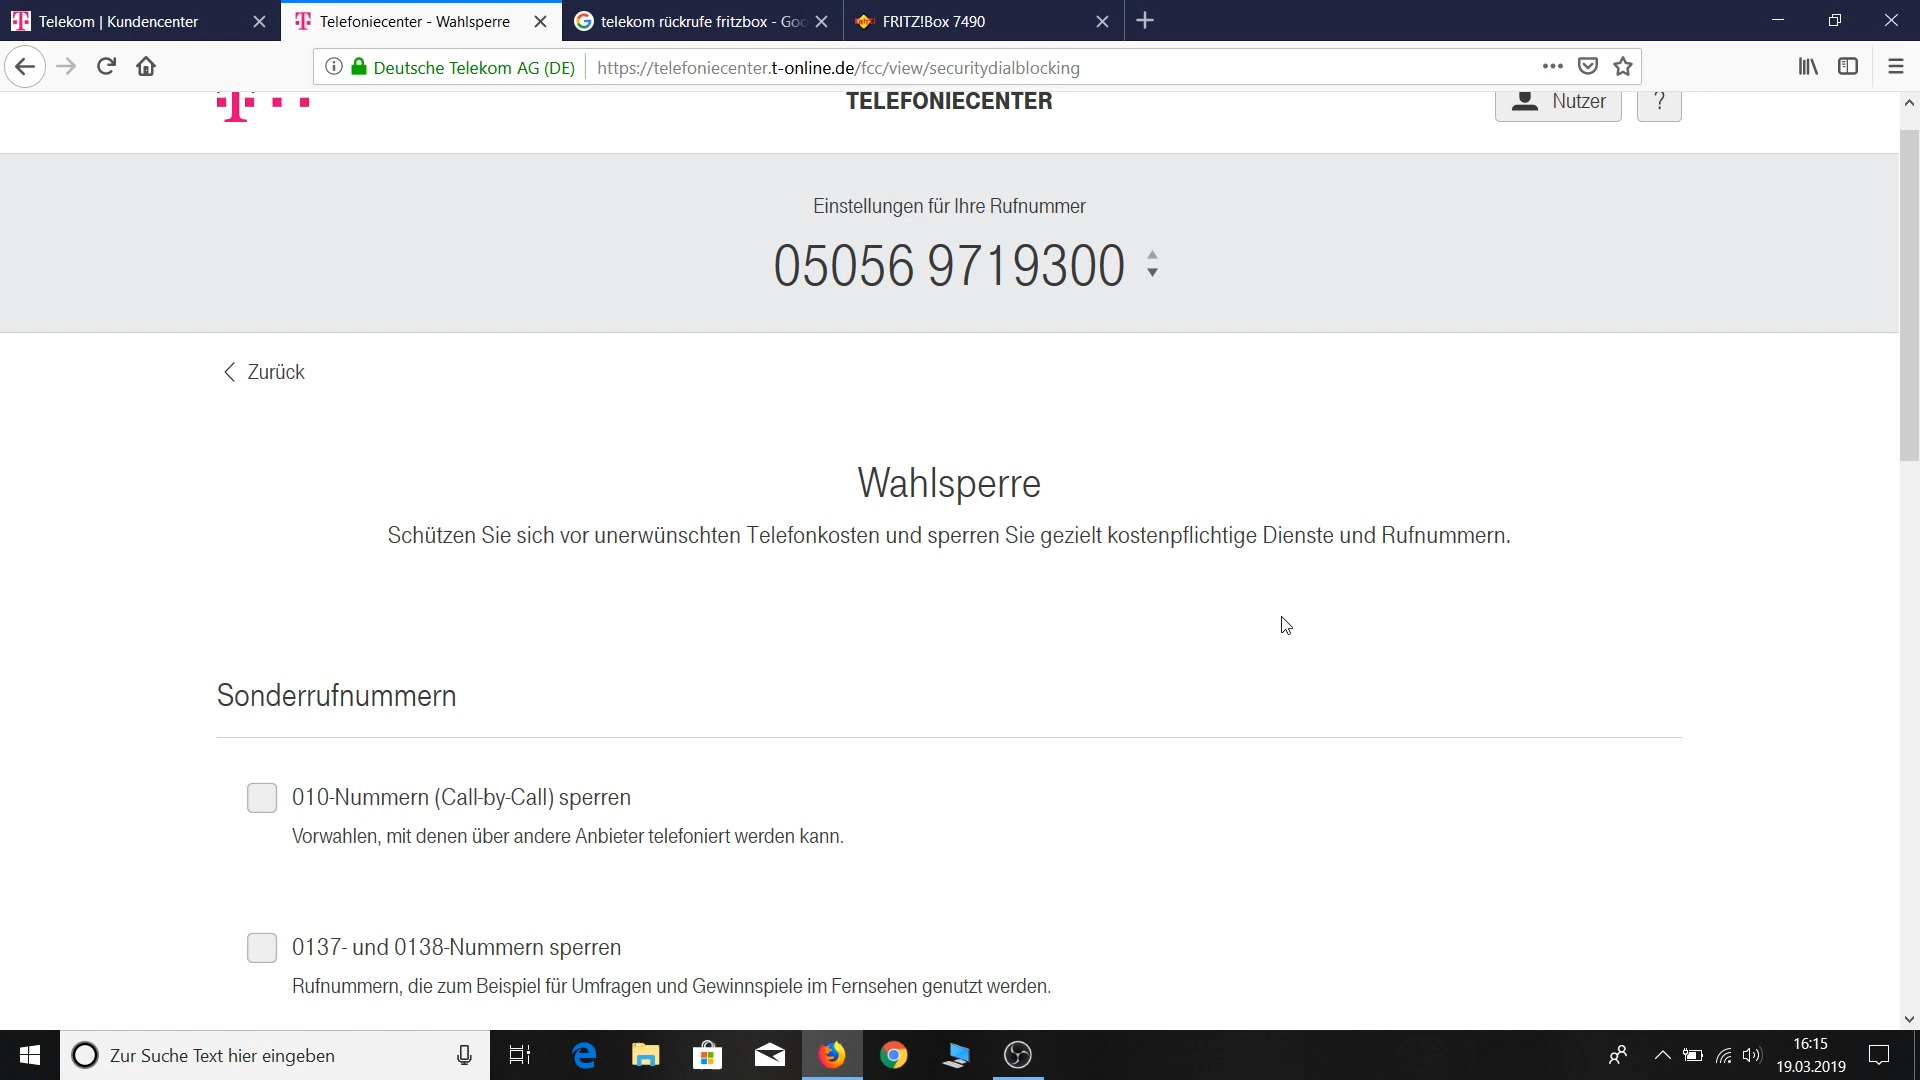 Telekom | Kundencenter
Telefoniecenter - Wahlsperre
telekom rückrufe fritzbox - Goo
FRITZ!Box 7490
Deutsche Telekom AG (DE)
https://telefoniecenter.t-online.de/fcc/view/securitydialblocking
TELEFONIECENTER
Nutzer
?
Einstellungen für Ihre Rufnummer
05056 9719300
Zurück
Wahlsperre
Schützen Sie sich vor unerwünschten Telefonkosten und sperren Sie gezielt kostenpflichtige Dienste und Rufnummern.
Sonderrufnummern
010-Nummern (Call-by-Call) sperren
Vorwahlen, mit denen über andere Anbieter telefoniert werden kann.
0137- und 0138-Nummern sperren
Rufnummern, die zum Beispiel für Umfragen und Gewinnspiele im Fernsehen genutzt werden.
Zur Suche Text hier eingeben
16:15
19.03.2019